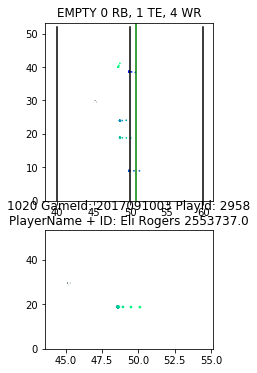 EMPTY 0 RB, 1 TE, 4 WR
50
40
30
20
10
0
40 45 50 55 60
1020 GameId: 2017091003 PlayId: 2958
PlayerName + ID: Eli Rogers 2553737.0
40
20
0
45.0 47.5 50.0 52.5 55.0